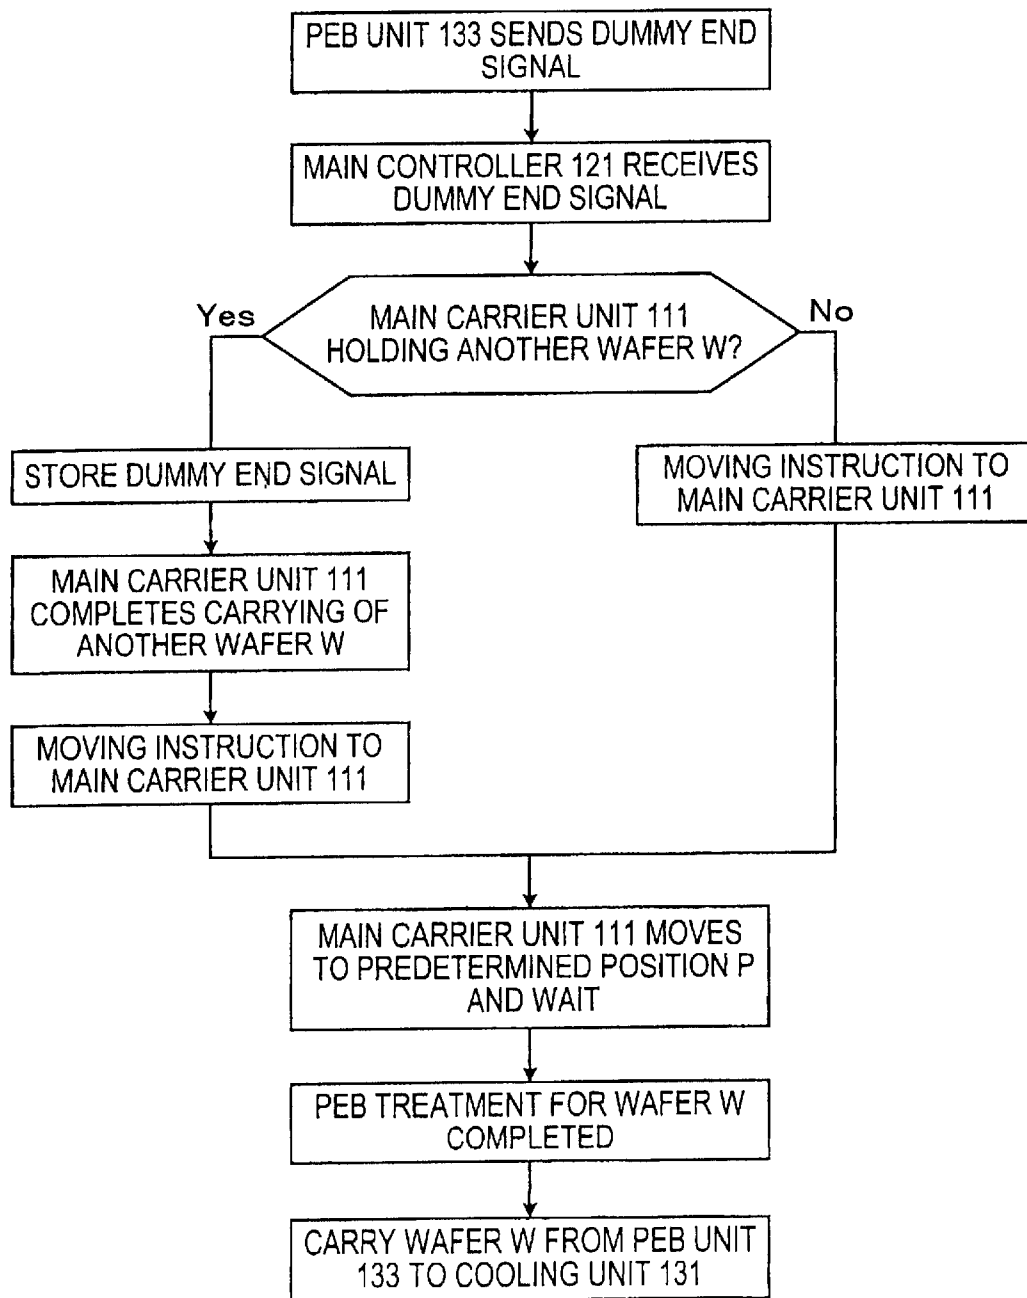 PEB UNIT 133 SENDS DUMMY END
SIGNAL
MAIN CONTROLLER 121 RECEIVES
DUMMY END SIGNAL
MAIN CARRIER UNIT 111
HOLDING ANOTHER WAFER W?
Yes
No
STORE DUMMY END SIGNAL
MAIN CARRIER UNIT 111
COMPLETES CARRYING OF
ANOTHER WAFER W
MOVING INSTRUCTION TO
MAIN CARRIER UNIT 111
MOVING INSTRUCTION TO
MAIN CARRIER UNIT 111
MAIN CARRIER UNIT 111 MOVES
TO PREDETERMINED POSITION P
AND WAIT
PEB TREATMENT FOR WAFER W
COMPLETED
CARRY WAFER W FROM PEB UNIT
133 TO COOLING UNIT 131